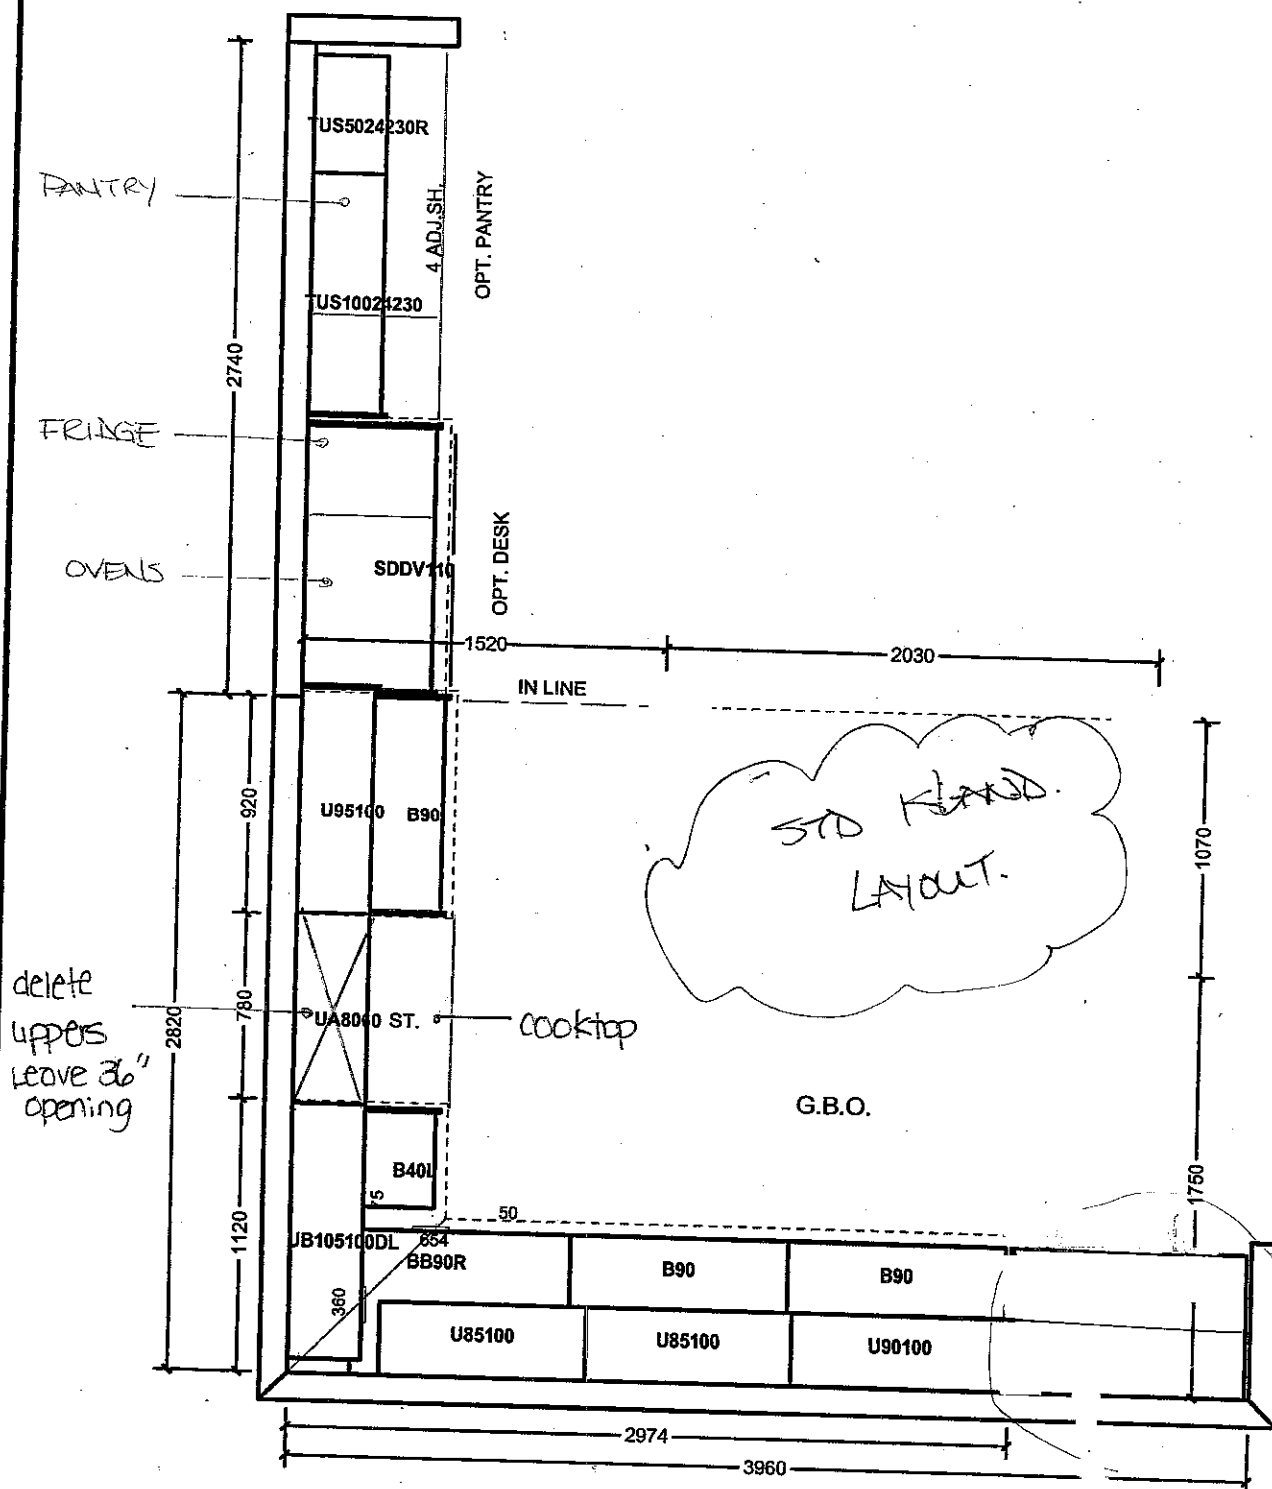 TUS5024230R
PANTRY
4 ADJ.SH.
OPT. PANTRY
TUS10024230
2740
FRIDGE
OVENS
SDDV110
OPT. DESK
1520
2030
IN LINE
920
U95100
B90
STD ISLAND.
LAYOUT.
1070
delete
uppers
Leave 36"
opening
2820
780
UA8060 ST.
cooktop
G.B.O.
B40L
75
1750
1120
50
UB105100DL
654
BB90R
B90
B90
360
U85100
U85100
U90100
2974
3960